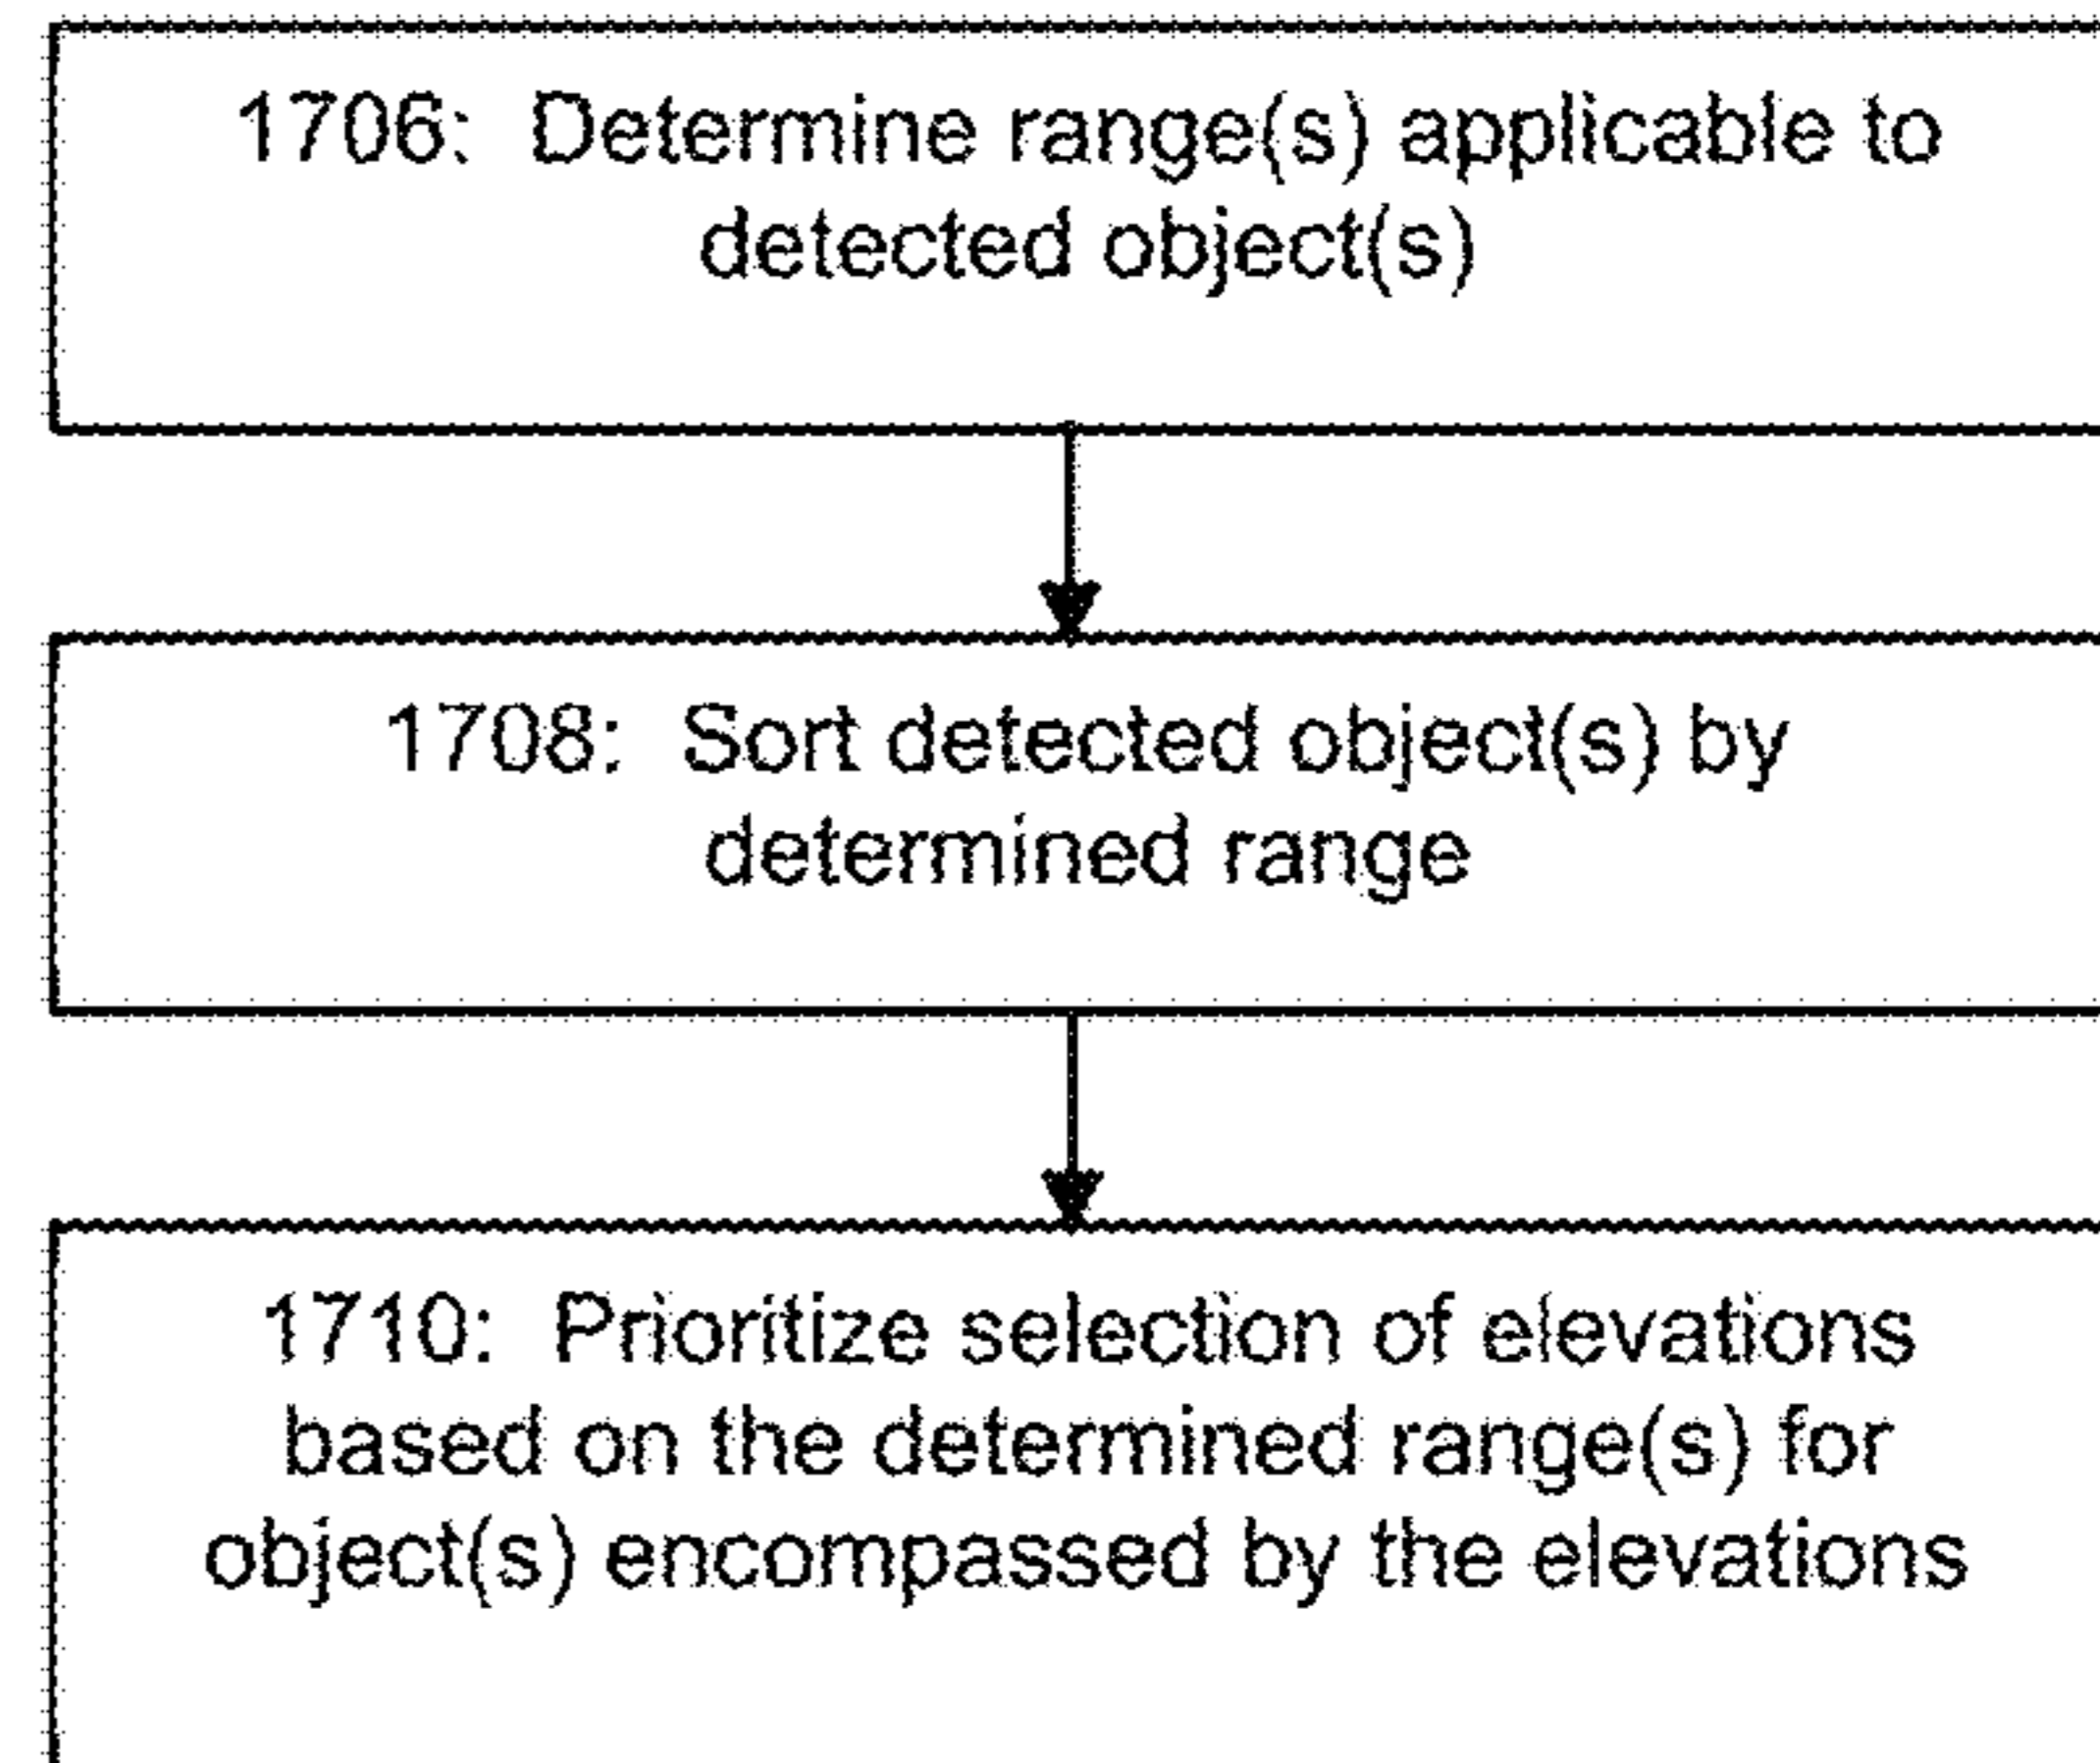 1706: Determine range(s) applicable to
detected object(s)
1708: Sort detected object(s) by
determined range
1710: Prioritize selection of elevations
based on the determined range(s) for
object(s) encompassed by the elevations